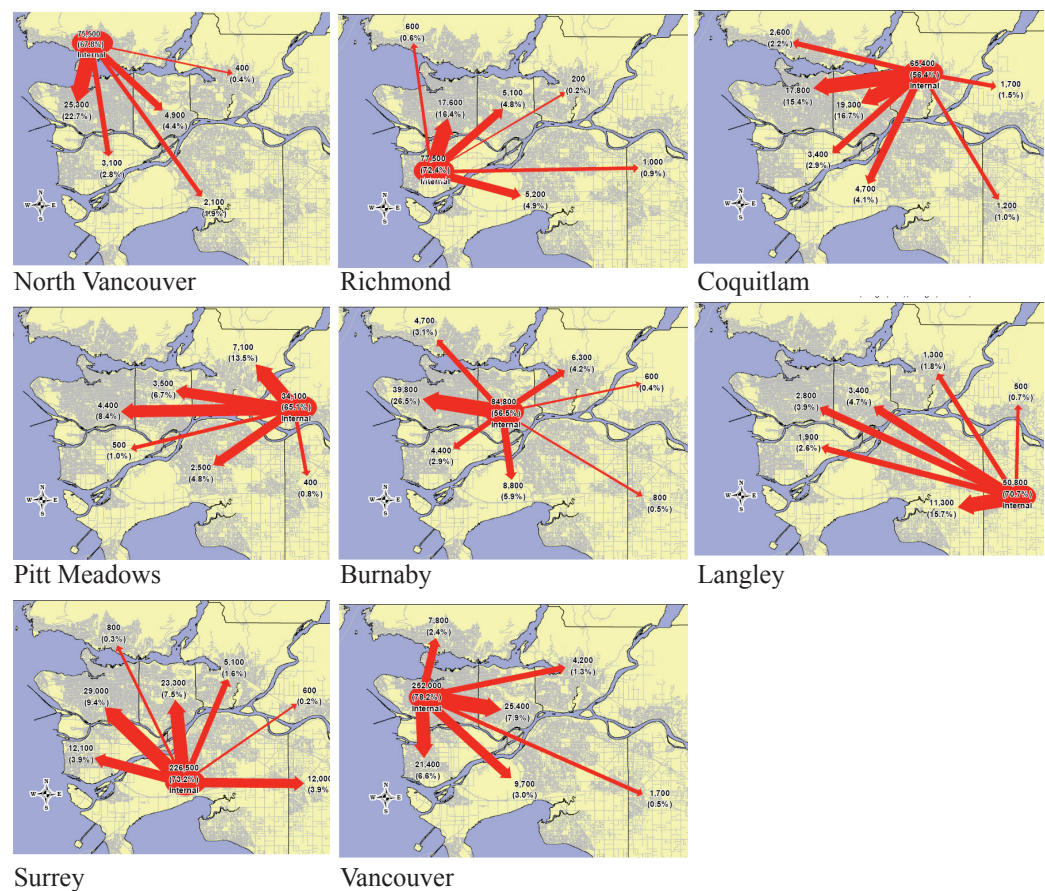 75,500
(67.8%)
Internal
400
(0.4%)
25,300
(22.7%)
4,900
(4.4%)
3,100
(2.8%)
2,100
(1.9%)
N
W E
S
North Vancouver
600
(0.6%)
200
(0.2%)
5,100
(4.8%)
17,600
(16.4%)
77,500
(72.4%)
Internal
1,000
(0.9%)
5,200
(4.9%)
N
W E
S
Richmond
2,600
(2.2%)
65,400
(56.4%)
Internal
1,700
(1.5%)
17,800
(15.4%)
19,300
(16.7%)
3,400
(2.9%)
4,700
(4.1%)
1,200
(1.0%)
N
W E
S
Coquitlam
7,100
(13.5%)
3,500
(6.7%)
34,100
(65.1%)
Internal
4,400
(8.4%)
500
(1.0%)
2,500
(4.8%)
400
(0.8%)
N
W E
S
Pitt Meadows
4,700
(3.1%)
6,300
(4.2%)
600
(0.4%)
39,800
(26.5%)
84,800
(56.5%)
Internal
4,400
(2.9%)
8,800
(5.9%)
800
(0.5%)
N
W E
S
Burnaby
1,300
(1.8%)
500
(0.7%)
3,400
(4.7%)
2,800
(3.9%)
1,900
(2.6%)
50,800
(70.7%)
Internal
11,300
(15.7%)
N
W E
S
Langley
800
(0.3%)
5,100
(1.6%)
23,300
(7.5%)
29,000
(9.4%)
600
(0.2%)
12,100
(3.9%)
226,500
(73.2%)
Internal
12,000
(3.9%
N
W E
S
Surrey
7,800
(2.4%)
4,200
(1.3%)
252,000
(78.2%)
Internal
25,400
(7.9%)
21,400
(6.6%)
9,700
(3.0%)
1,700
(0.5%)
N
W E
S
Vancouver